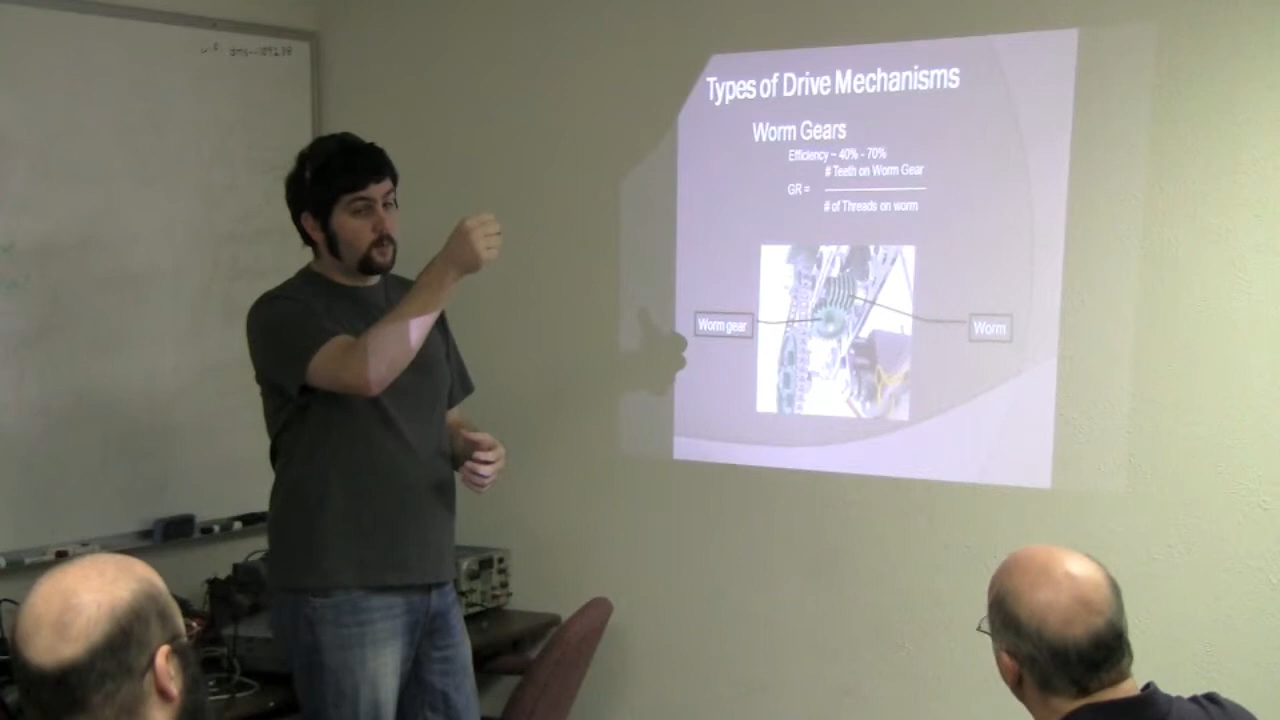 Types of Drive Mechanisms
Worm Gears
Efficiency – 40% - 70%
# Teeth on Worm Gear
GR =
# of Threads on worm
Worm gear
Worm